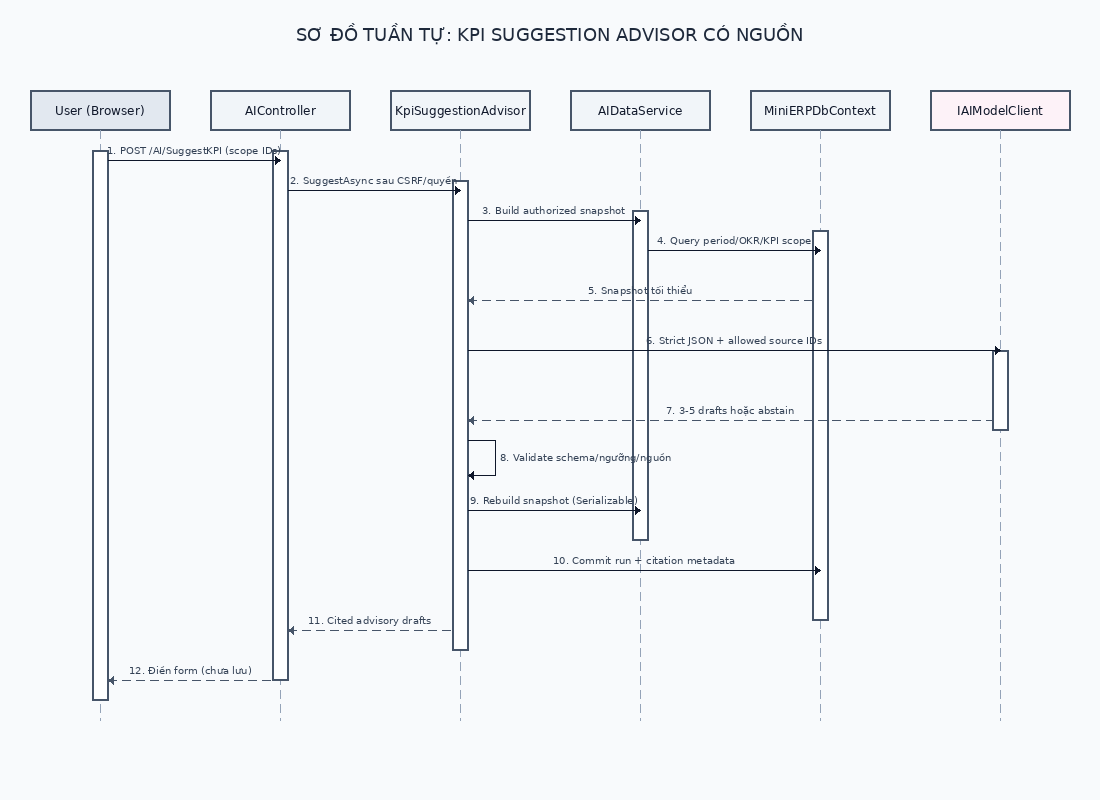 SƠ ĐỒ TUẦN TỰ: KPI SUGGESTION ADVISOR CÓ NGUỒN
User (Browser)
AIController
KpiSuggestionAdvisor
AIDataService
MiniERPDbContext
IAIModelClient
1. POST /AI/SuggestKPI (scope IDs)
2. SuggestAsync sau CSRF/quyền
3. Build authorized snapshot
4. Query period/OKR/KPI scope
5. Snapshot tối thiểu
6. Strict JSON + allowed source IDs
7. 3-5 drafts hoặc abstain
8. Validate schema/ngưỡng/nguồn
9. Rebuild snapshot (Serializable)
10. Commit run + citation metadata
11. Cited advisory drafts
12. Điền form (chưa lưu)